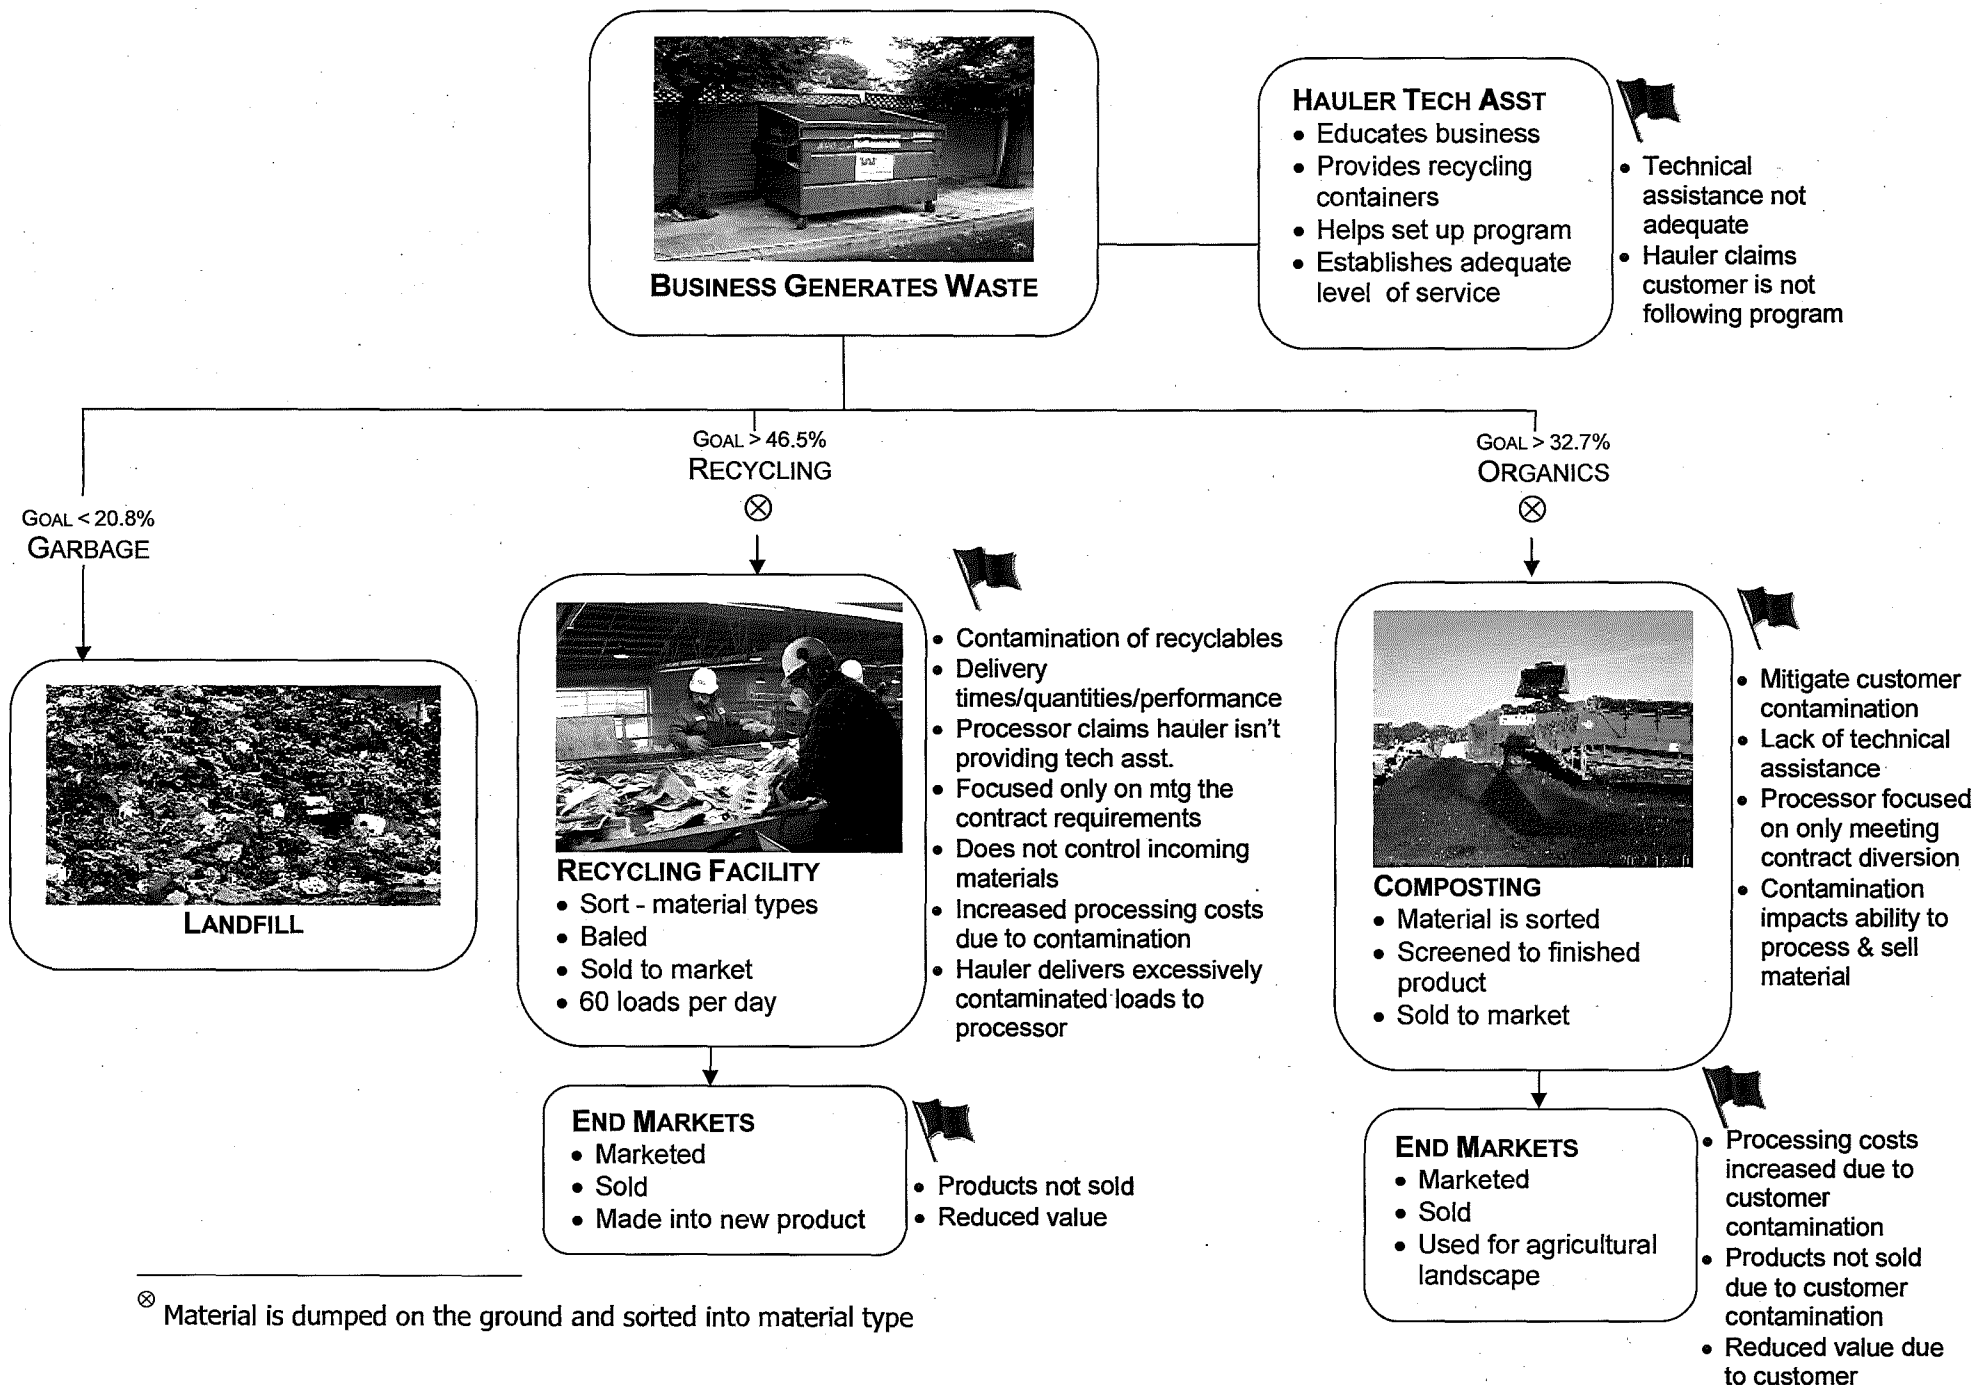 BUSINESS GENERATES WASTE
HAULER TECH ASST
• Educates business
• Provides recycling
containers
• Helps set up program
• Establishes adequate
level of service
• Technical
assistance not
adequate
• Hauler claims
customer is not
following program
GOAL < 20.8%
GARBAGE
GOAL > 46.5%
RECYCLING
⊗
GOAL > 32.7%
ORGANICS
⊗
LANDFILL
RECYCLING FACILITY
• Sort - material types
• Baled
• Sold to market
• 60 loads per day
• Contamination of recyclables
• Delivery
times/quantities/performance
• Processor claims hauler isn't
providing tech asst.
• Focused only on mtg the
contract requirements
• Does not control incoming
materials
• Increased processing costs
due to contamination
• Hauler delivers excessively
contaminated loads to
processor
COMPOSTING
• Material is sorted
• Screened to finished
product
• Sold to market
• Mitigate customer
contamination
• Lack of technical
assistance
• Processor focused
on only meeting
contract diversion
• Contamination
impacts ability to
process & sell
material
END MARKETS
• Marketed
• Sold
• Made into new product
• Products not sold
• Reduced value
END MARKETS
• Marketed
• Sold
• Used for agricultural
landscape
• Processing costs
increased due to
customer
contamination
• Products not sold
due to customer
contamination
• Reduced value due
to customer
⊗ Material is dumped on the ground and sorted into material type